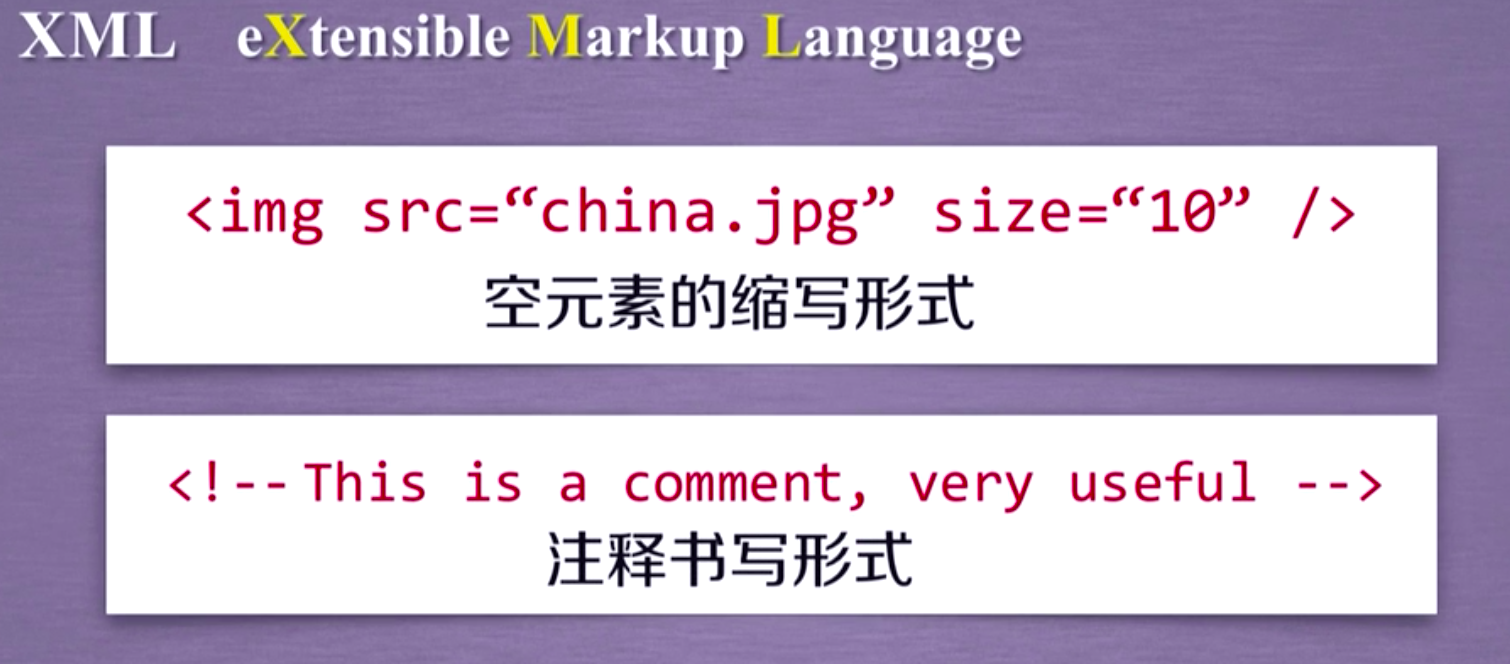 XML eXtensible Markup Language
<img src=“china.jpg” size=“10” />
空元素的缩写形式
<!-- This is a comment, very useful -->
注释书写形式